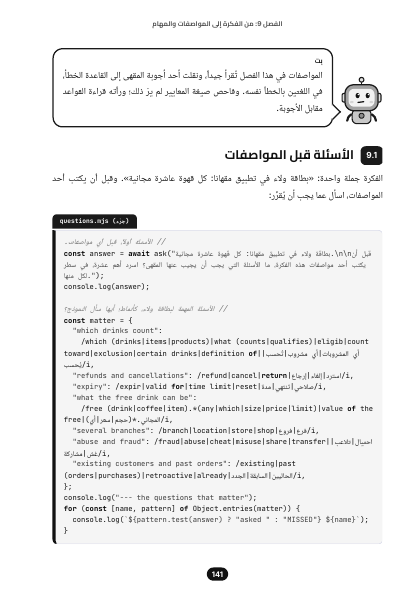 الفصل 9: من الفكرة إلى المواصفات والمهام
بت
المواصفات في هذا الفصل تُقرأ جيداً، ونقلت أحد أجوبة المقهى إلى القاعدة الخطأ،
في اللغتين بالخطأ نفسه. وفاحص صيغة المعايير لم يرَ ذلك؛ ورأته قراءة القواعد
مقابل الأجوبة.
9.1 الأسئلة قبل المواصفات
الفكرة جملة واحدة: «بطاقة ولاء في تطبيق مقهانا: كل قهوة عاشرة مجانية». وقبل أن يكتب أحد
المواصفات، اسأل عما يجب أن يُقرَّر:
questions.mjs (جزء)
// الأسئلة أولا، قبل أي مواصفات.
const answer = await ask("بطاقة ولاء في تطبيق مقهانا: كل قهوة عاشرة مجانية.\n\nقبل أن
يكتب أحد مواصفات هذه الفكرة، ما الأسئلة التي يجب أن يجيب عنها المقهى؟ اسرد أهم عشرة، في سطر
لكل منها.");
console.log(answer);
// الأسئلة المهمة لبطاقة ولاء، كأنماط: أيها سأل النموذج؟
const matter = {
"which drinks count":
/which (drinks|items|products)|what (counts|qualifies)|eligib|count
toward|exclusion|certain drinks|definition of|أي المشروبات|أي مشروب|تُحتسب|
يُحتسب/i,
"refunds and cancellations": /refund|cancel|return|استرد|إلغاء|إرجاع/i,
"expiry": /expir|valid for|time limit|reset|صلاحي|تنتهي|مدة/i,
"what the free drink can be":
/free (drink|coffee|item).*(any|which|size|price|limit)|value of the
free|المجاني.*(حجم|سعر|أي)/i,
"several branches": /branch|location|store|shop|فرع|فروع/i,
"abuse and fraud": /fraud|abuse|cheat|misuse|share|transfer|احتيال|تلاعب|
غش|مشاركة/i,
"existing customers and past orders": /existing|past
(orders|purchases)|retroactive|already|الحاليين|السابقة|الجدد/i,
};
console.log("--- the questions that matter");
for (const [name, pattern] of Object.entries(matter)) {
console.log(`${pattern.test(answer) ? "asked " : "MISSED"} ${name}`);
}
141